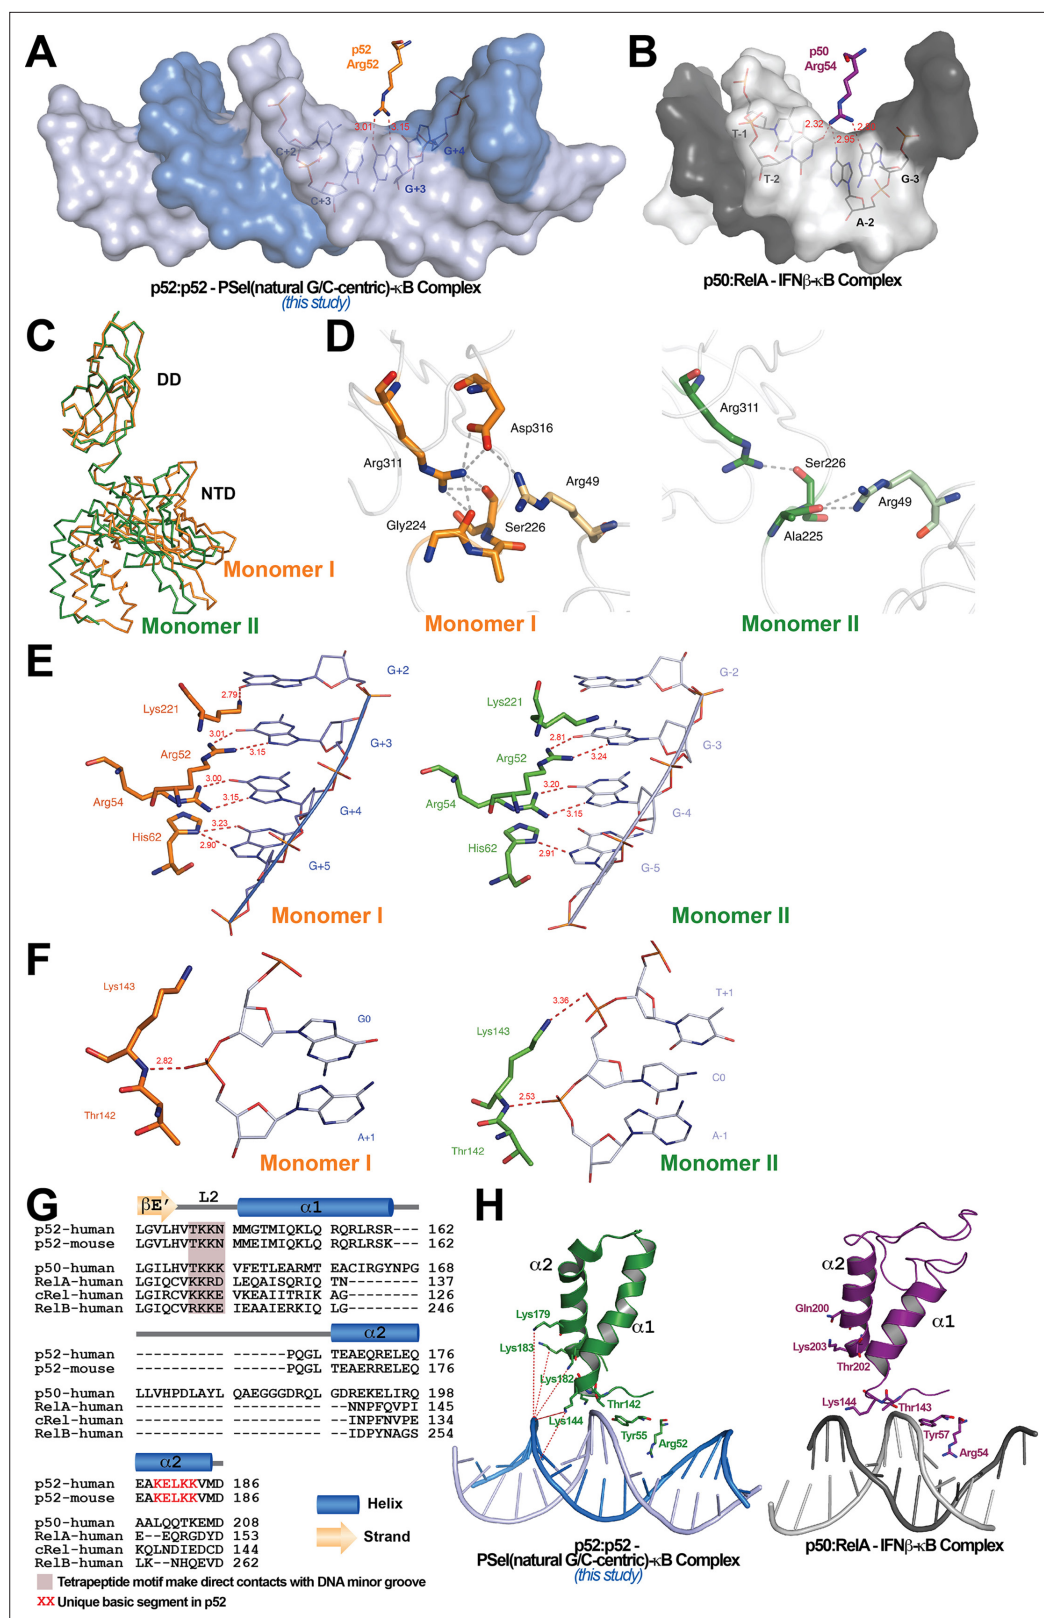 A
p52
Arg52
3.01
3.15
C+2
C+3
G+3
G+4
p52:p52 - PSel(natural G/C-centric)-κB Complex
(this study)
B
p50
Arg54
2.32
2.95
T-1
T-2
G-3
A-2
p50:RelA - IFNβ-κB Complex
C
DD
NTD
Monomer I
Monomer II
D
Arg311
Asp316
Arg49
Gly224
Ser226
Monomer I
Arg311
Ser226
Arg49
Ala225
Monomer II
E
G+2
Lys221
2.79
3.01
G+3
Arg52
3.15
3.00
Arg54
3.15
G+4
His62
3.23
2.90
G+5
Monomer I
G-2
Lys221
2.81
G-3
Arg52
3.24
3.20
Arg54
3.15
G-4
His62
2.91
G-5
Monomer II
F
Lys143
G0
2.82
Thr142
A+1
Monomer I
3.36
T+1
Lys143
C0
2.53
A-1
Thr142
Monomer II
G
βE' L2 α1
p52-human LGVLHVTKKN MMGTMIQKLQ RQRLRSR--- 162
p52-mouse LGVLHVTKKN MMEIMIQKLQ RQRLRSK--- 162
p50-human LGILHVTKKK VFETLEARMT EACIRGYNPG 168
RelA-human LGIQCVKKRD LEQAISQRIQ TN-------- 137
cRel-human LGIRCVKKKE VKEAIITRIK AG-------- 126
RelB-human LGIQCVRKKE IEAAIERKIQ LG-------- 246
α2
p52-human ---------- ------PQGL TEAEQRELEQ 176
p52-mouse ---------- ------PQGL TEAERRELEQ 176
p50-human LLVHPDLAYL QAEGGGDRQL GDREKELIRQ 198
RelA-human ---------- ---------- --NNPFQVPI 145
cRel-human ---------- ---------- --INPFNVPE 134
RelB-human ---------- ---------- --IDPYNAGS 254
α2
p52-human EAKELKKVMD 186
p52-mouse EAKELKKVMD 186
p50-human AALQQTKEMD 208
RelA-human E--EQRGDYD 153
cRel-human KQLNDIEDCD 144
RelB-human LK--NHQEVD 262
Helix
Strand
Tetrapeptide motif make direct contacts with DNA minor groove
XX Unique basic segment in p52
H
α2
α1
Lys179
Lys183
Lys182
Thr142
Lys144
Tyr55
Arg52
p52:p52 -
PSel(natural G/C-centric)-κB Complex
(this study)
α2
α1
Gln200
Lys203
Thr202
Lys144
Thr143
Tyr57
Arg54
p50:RelA - IFNβ-κB Complex